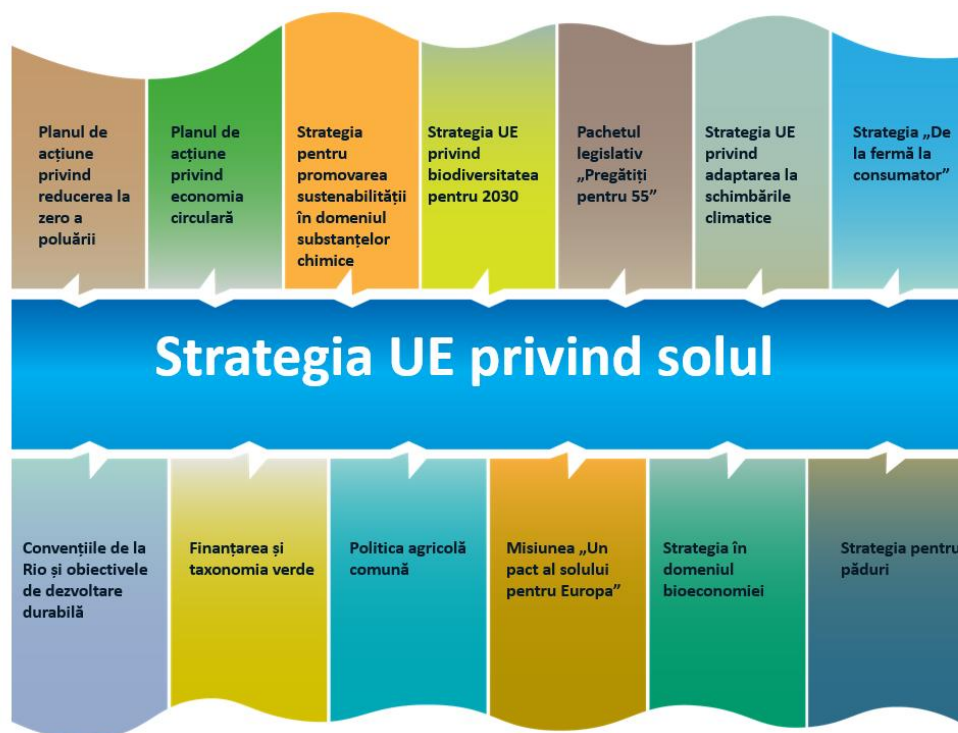 Planul de
acțiune
privind
reducerea la
zero a
poluării
Planul de
acțiune
privind
economia
circulară
Strategia
pentru
promovarea
sustenabilității
în domeniul
substanțelor
chimice
Strategia UE
privind
biodiversitatea
pentru 2030
Pachetul
legislativ
„Pregătiți
pentru 55”
Strategia UE
privind
adaptarea la
schimbările
climatice
Strategia „De
la fermă la
consumator”
Strategia UE privind solul
Convențiile de la
Rio și obiectivele
de dezvoltare
durabilă
Finanțarea și
taxonomia verde
Politica agricolă
comună
Misiunea „Un
pact al solului
pentru Europa”
Strategia în
domeniul
bioeconomiei
Strategia pentru
păduri